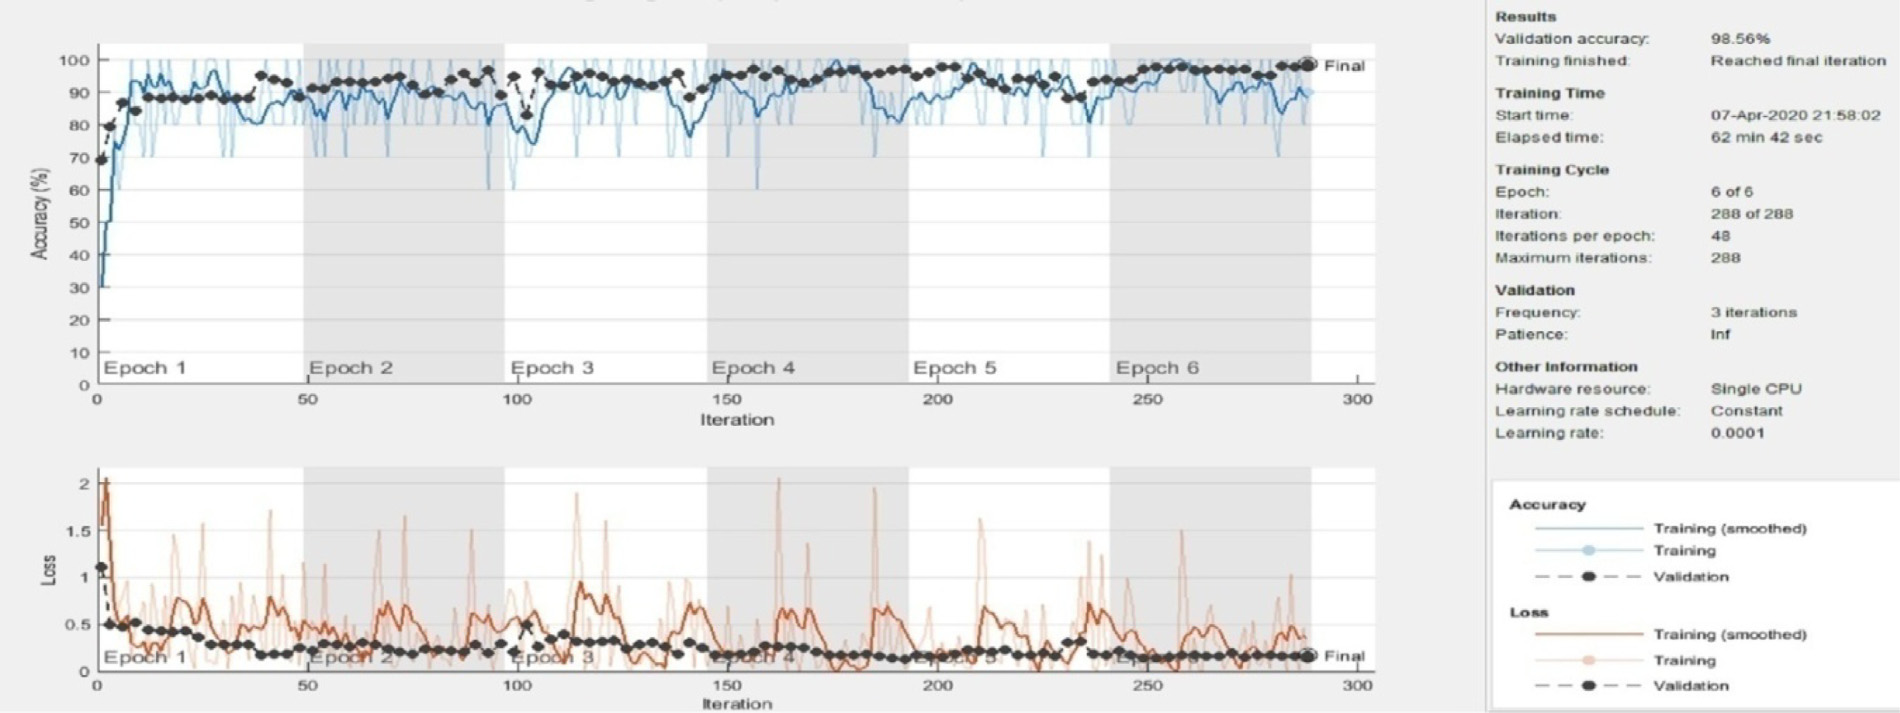 100
90
80
70
60
50
40
30
20
10
0
Accuracy (%)
Final
Epoch 1 Epoch 2 Epoch 3 Epoch 4 Epoch 5 Epoch 6
0 50 100 150 200 250 300
Iteration
2
1.5
1
0.5
0
Loss
Final
Epoch 1 Epoch 2 Epoch 3 Epoch 4 Epoch 5 Epoch 6
0 50 100 150 200 250 300
Iteration
Results
Validation accuracy: 98.56%
Training finished: Reached final iteration
Training Time
Start time: 07-Apr-2020 21:58:02
Elapsed time: 62 min 42 sec
Training Cycle
Epoch: 6 of 6
Iteration: 288 of 288
Iterations per epoch: 48
Maximum iterations: 288
Validation
Frequency: 3 iterations
Patience: Inf
Other Information
Hardware resource: Single CPU
Learning rate schedule: Constant
Learning rate: 0.0001
Accuracy
Training (smoothed)
Training
Validation
Loss
Training (smoothed)
Training
Validation